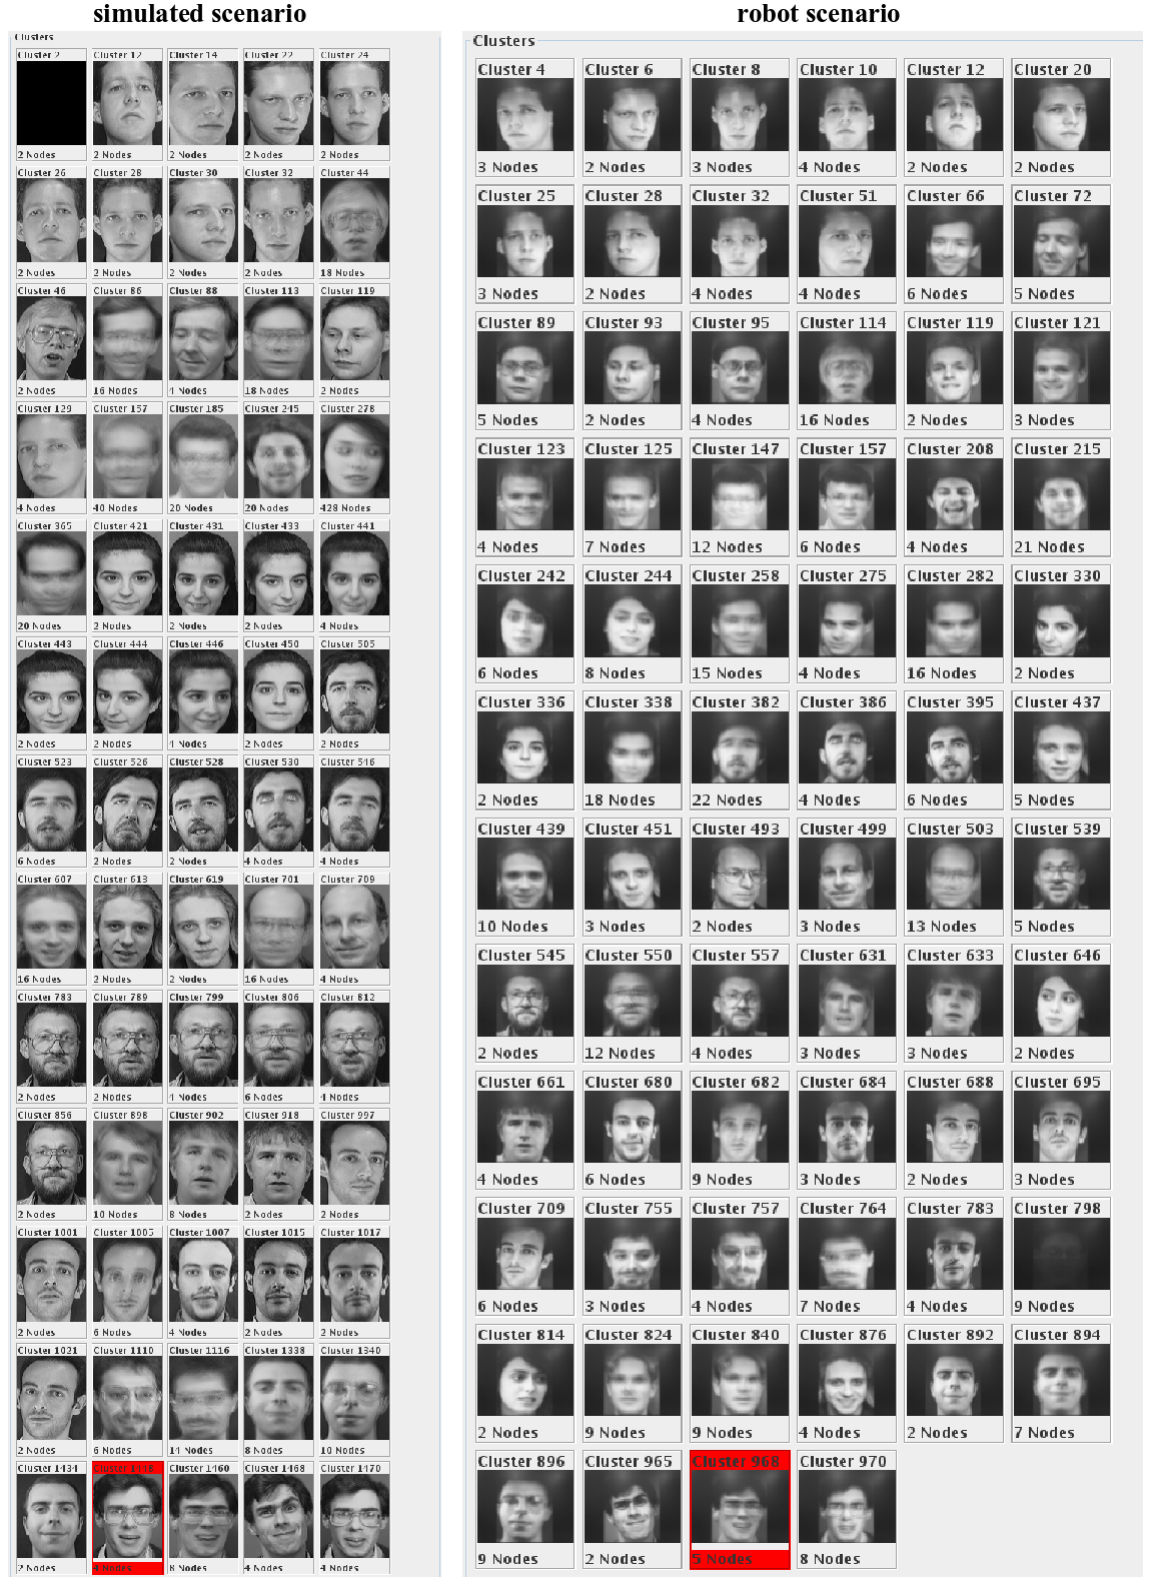 simulated scenario robot scenario
Clusters
Cluster 2 Cluster 12 Cluster 14 Cluster 22 Cluster 24
2 Nodes 2 Nodes 2 Nodes 2 Nodes 2 Nodes
Cluster 26 Cluster 28 Cluster 30 Cluster 32 Cluster 44
2 Nodes 2 Nodes 2 Nodes 2 Nodes 18 Nodes
Cluster 46 Cluster 86 Cluster 88 Cluster 113 Cluster 119
2 Nodes 16 Nodes 4 Nodes 18 Nodes 2 Nodes
Cluster 129 Cluster 157 Cluster 185 Cluster 245 Cluster 278
4 Nodes 40 Nodes 20 Nodes 20 Nodes 428 Nodes
Cluster 365 Cluster 421 Cluster 431 Cluster 433 Cluster 441
20 Nodes 2 Nodes 2 Nodes 2 Nodes 4 Nodes
Cluster 443 Cluster 444 Cluster 446 Cluster 450 Cluster 505
2 Nodes 2 Nodes 4 Nodes 2 Nodes 2 Nodes
Cluster 523 Cluster 526 Cluster 528 Cluster 530 Cluster 546
6 Nodes 2 Nodes 2 Nodes 4 Nodes 4 Nodes
Cluster 607 Cluster 613 Cluster 619 Cluster 701 Cluster 709
16 Nodes 2 Nodes 2 Nodes 16 Nodes 4 Nodes
Cluster 783 Cluster 789 Cluster 799 Cluster 806 Cluster 812
2 Nodes 2 Nodes 4 Nodes 6 Nodes 4 Nodes
Cluster 856 Cluster 898 Cluster 902 Cluster 918 Cluster 997
2 Nodes 10 Nodes 8 Nodes 2 Nodes 2 Nodes
Cluster 1001 Cluster 1005 Cluster 1007 Cluster 1015 Cluster 1017
2 Nodes 6 Nodes 4 Nodes 2 Nodes 2 Nodes
Cluster 1021 Cluster 1110 Cluster 1116 Cluster 1338 Cluster 1340
2 Nodes 6 Nodes 14 Nodes 8 Nodes 10 Nodes
Cluster 1434 Cluster 1448 Cluster 1460 Cluster 1468 Cluster 1470
2 Nodes 4 Nodes 8 Nodes 4 Nodes 4 Nodes
Clusters
Cluster 4 Cluster 6 Cluster 8 Cluster 10 Cluster 12 Cluster 20
3 Nodes 2 Nodes 3 Nodes 4 Nodes 2 Nodes 2 Nodes
Cluster 25 Cluster 28 Cluster 32 Cluster 51 Cluster 66 Cluster 72
3 Nodes 2 Nodes 4 Nodes 4 Nodes 6 Nodes 5 Nodes
Cluster 89 Cluster 93 Cluster 95 Cluster 114 Cluster 119 Cluster 121
5 Nodes 2 Nodes 4 Nodes 16 Nodes 2 Nodes 3 Nodes
Cluster 123 Cluster 125 Cluster 147 Cluster 157 Cluster 208 Cluster 215
4 Nodes 7 Nodes 12 Nodes 6 Nodes 4 Nodes 21 Nodes
Cluster 242 Cluster 244 Cluster 258 Cluster 275 Cluster 282 Cluster 330
6 Nodes 8 Nodes 15 Nodes 4 Nodes 16 Nodes 2 Nodes
Cluster 336 Cluster 338 Cluster 382 Cluster 386 Cluster 395 Cluster 437
2 Nodes 18 Nodes 22 Nodes 4 Nodes 6 Nodes 5 Nodes
Cluster 439 Cluster 451 Cluster 493 Cluster 499 Cluster 503 Cluster 539
10 Nodes 3 Nodes 2 Nodes 3 Nodes 13 Nodes 5 Nodes
Cluster 545 Cluster 550 Cluster 557 Cluster 631 Cluster 633 Cluster 646
2 Nodes 12 Nodes 4 Nodes 3 Nodes 3 Nodes 2 Nodes
Cluster 661 Cluster 680 Cluster 682 Cluster 684 Cluster 688 Cluster 695
4 Nodes 6 Nodes 9 Nodes 3 Nodes 2 Nodes 3 Nodes
Cluster 709 Cluster 755 Cluster 757 Cluster 764 Cluster 783 Cluster 798
6 Nodes 3 Nodes 4 Nodes 7 Nodes 4 Nodes 9 Nodes
Cluster 814 Cluster 824 Cluster 840 Cluster 876 Cluster 892 Cluster 894
2 Nodes 9 Nodes 9 Nodes 4 Nodes 2 Nodes 7 Nodes
Cluster 896 Cluster 965 Cluster 968 Cluster 970
9 Nodes 2 Nodes 5 Nodes 8 Nodes